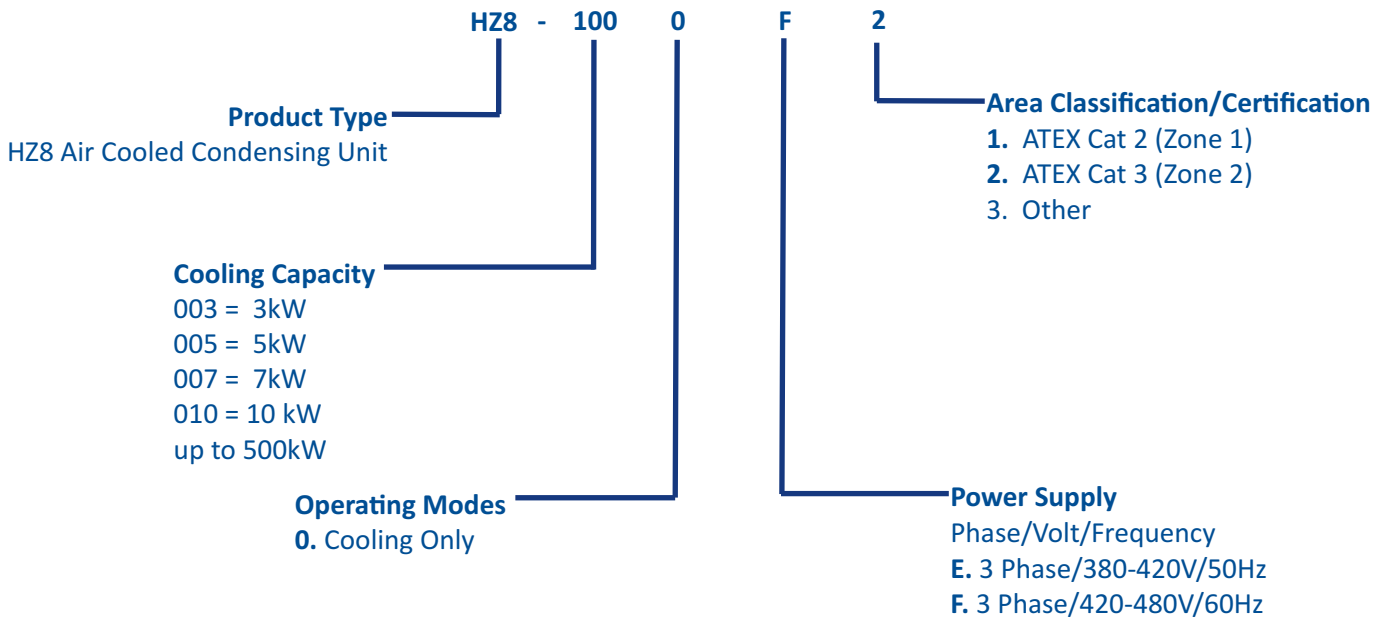 HZ8 - 100 0 F 2
Product Type
HZ8 Air Cooled Condensing Unit
Area Classification/Certification
1. ATEX Cat 2 (Zone 1)
2. ATEX Cat 3 (Zone 2)
3. Other
Cooling Capacity
003 = 3kW
005 = 5kW
007 = 7kW
010 = 10 kW
up to 500kW
Operating Modes
0. Cooling Only
Power Supply
Phase/Volt/Frequency
E. 3 Phase/380-420V/50Hz
F. 3 Phase/420-480V/60Hz